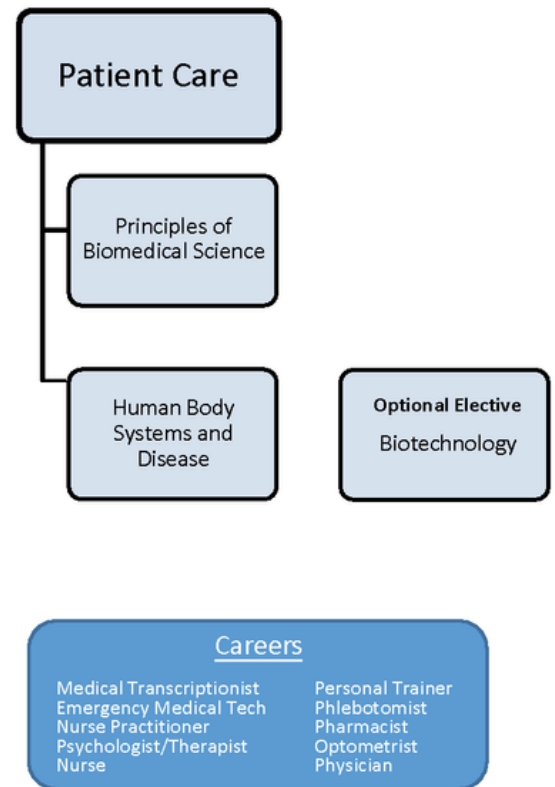 Patient Care
Principles of
Biomedical Science
Human Body
Systems and
Disease
Optional Elective
Biotechnology
Careers
Medical Transcriptionist
Emergency Medical Tech
Nurse Practitioner
Psychologist/Therapist
Nurse
Personal Trainer
Phlebotomist
Pharmacist
Optometrist
Physician